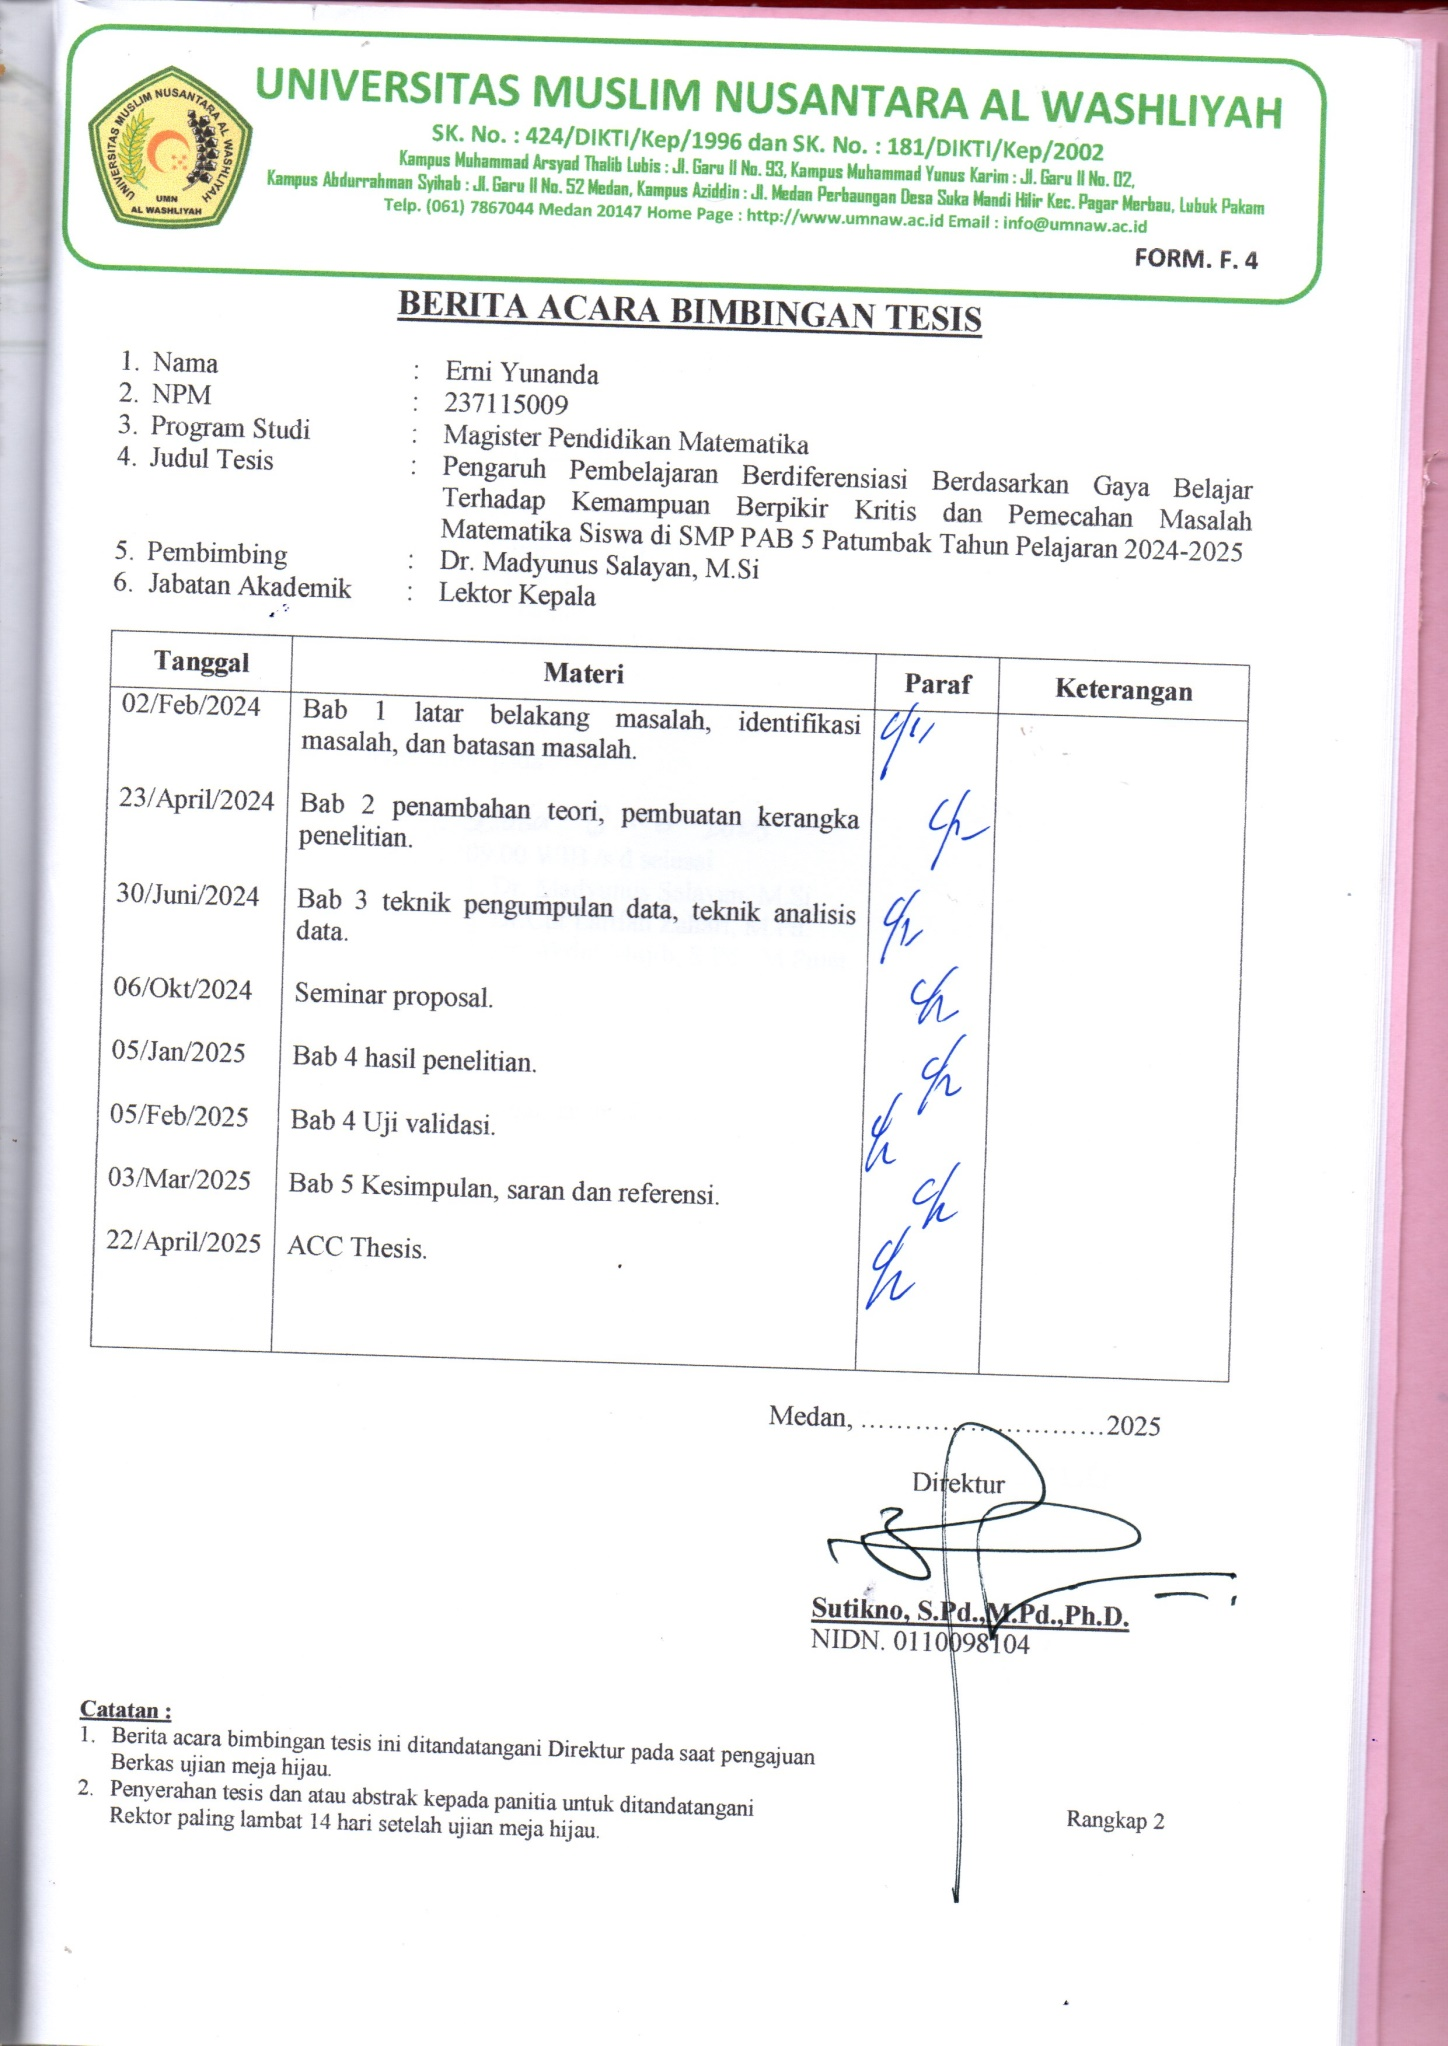 UNIVERSITAS MUSLIM NUSANTARA AL WASHLIYAH
UMN
AL WASHLIYAH
UNIVERSITAS MUSLIM NUSANTARA AL WASHLIYAH
SK. No. : 424/DIKTI/Kep/1996 dan SK. No. : 181/DIKTI/Kep/2002
Kampus Muhammad Arsyad Thalib Lubis : Jl. Garu II No. 93, Kampus Muhammad Yunus Karim : Jl. Garu II No. 02,
Kampus Abdurrahman Syihab : Jl. Garu II No. 52 Medan, Kampus Aziddin : Jl. Medan Perbaungan Desa Suka Mandi Hilir Kec. Pagar Merbau, Lubuk Pakam
Telp. (061) 7867044 Medan 20147 Home Page : http://www.umnaw.ac.id Email : info@umnaw.ac.id
FORM. F. 4
BERITA ACARA BIMBINGAN TESIS
1. Nama : Erni Yunanda
2. NPM : 237115009
3. Program Studi : Magister Pendidikan Matematika
4. Judul Tesis : Pengaruh Pembelajaran Berdiferensiasi Berdasarkan Gaya Belajar
Terhadap Kemampuan Berpikir Kritis dan Pemecahan Masalah
Matematika Siswa di SMP PAB 5 Patumbak Tahun Pelajaran 2024-2025
5. Pembimbing : Dr. Madyunus Salayan, M.Si
6. Jabatan Akademik : Lektor Kepala
Tanggal Materi Paraf Keterangan
02/Feb/2024 Bab 1 latar belakang masalah, identifikasi
masalah, dan batasan masalah.
23/April/2024 Bab 2 penambahan teori, pembuatan kerangka
penelitian.
30/Juni/2024 Bab 3 teknik pengumpulan data, teknik analisis
data.
06/Okt/2024 Seminar proposal.
05/Jan/2025 Bab 4 hasil penelitian.
05/Feb/2025 Bab 4 Uji validasi.
03/Mar/2025 Bab 5 Kesimpulan, saran dan referensi.
22/April/2025 ACC Thesis.
Medan, ..............................2025
Direktur
Sutikno, S.Pd.,M.Pd.,Ph.D.
NIDN. 0110098104
Catatan :
1. Berita acara bimbingan tesis ini ditandatangani Direktur pada saat pengajuan
Berkas ujian meja hijau.
2. Penyerahan tesis dan atau abstrak kepada panitia untuk ditandatangani
Rektor paling lambat 14 hari setelah ujian meja hijau.
Rangkap 2